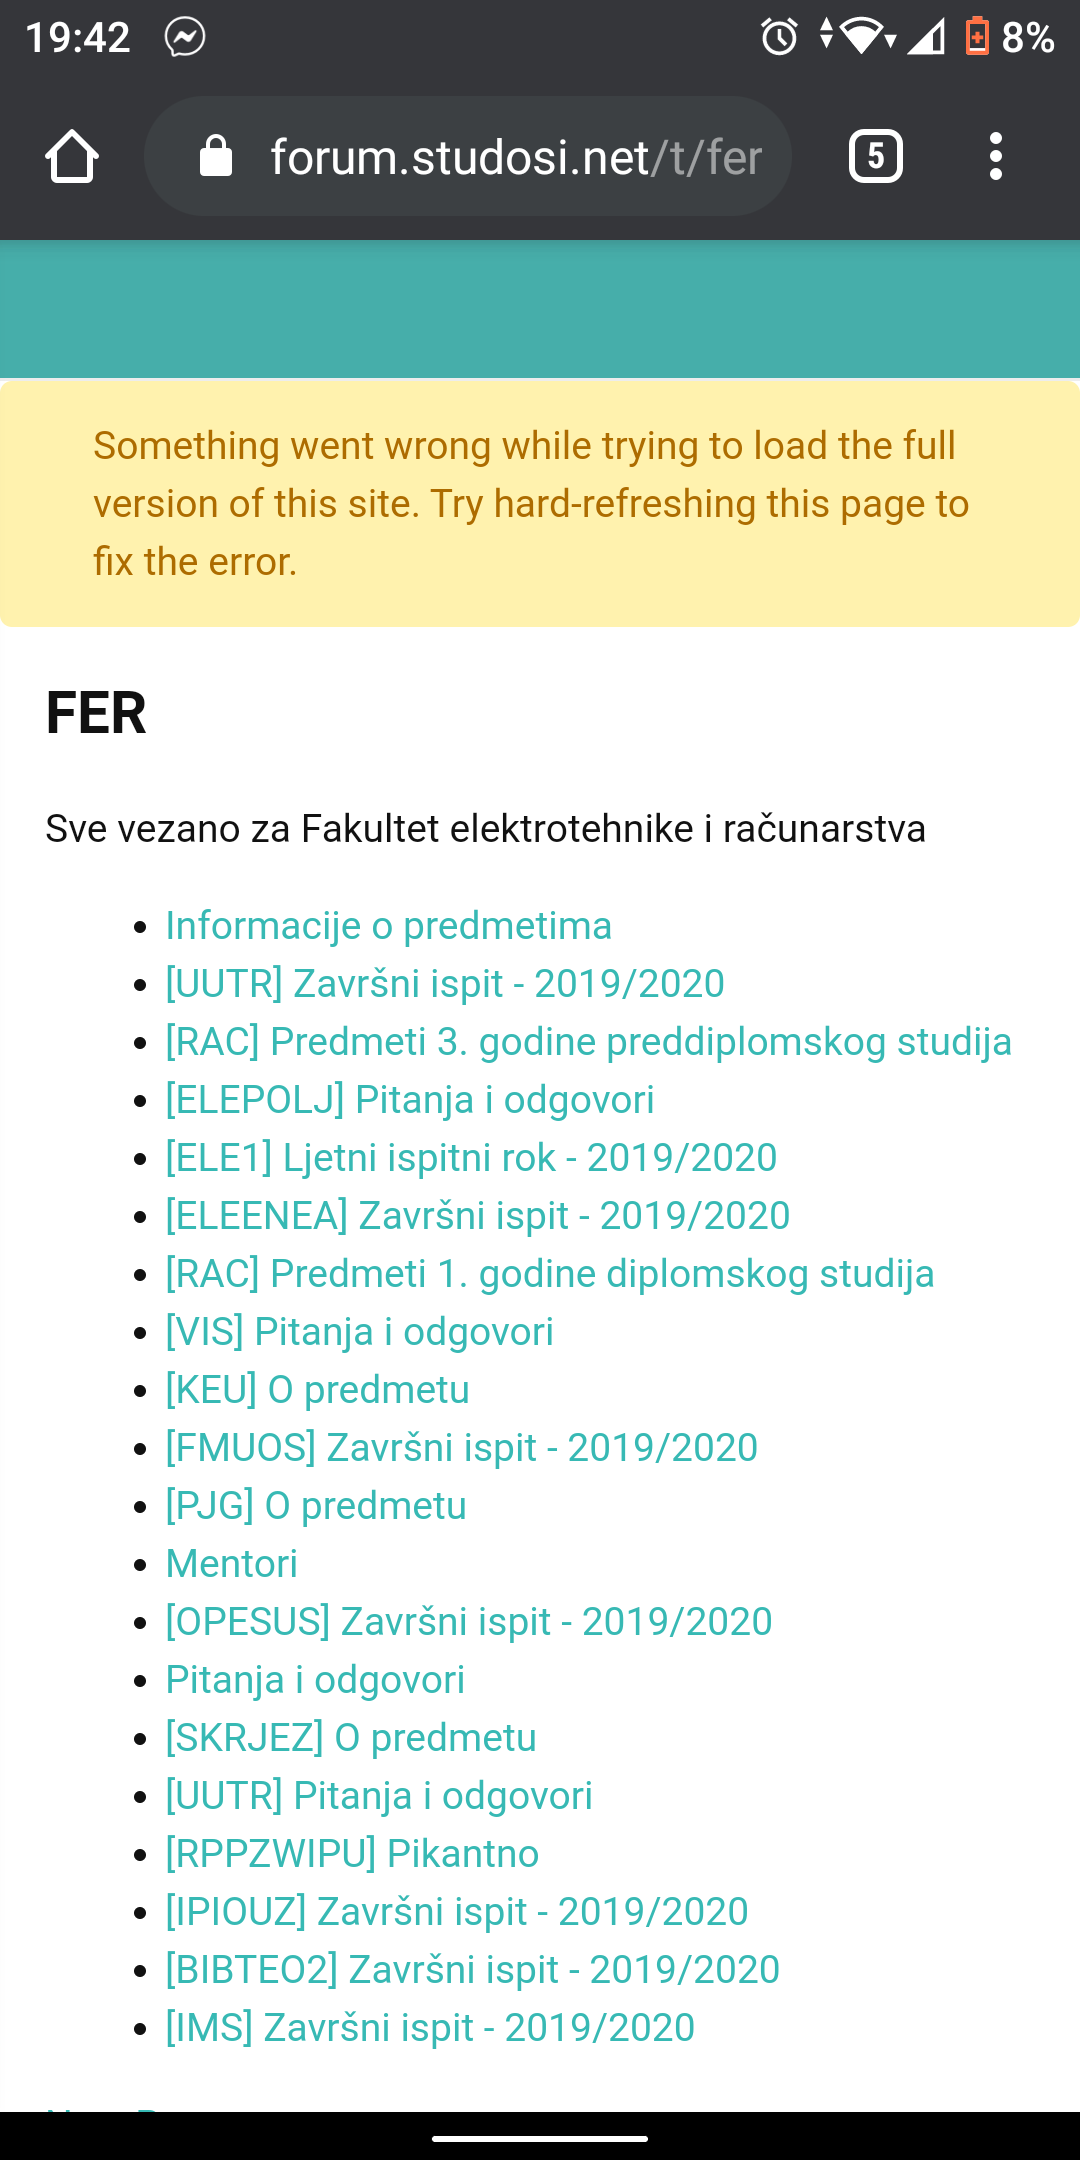 19:42
8%
forum.studosi.net/t/fer
5
Something went wrong while trying to load the full
version of this site. Try hard-refreshing this page to
fix the error.
FER
Sve vezano za Fakultet elektrotehnike i računarstva
Informacije o predmetima
[UUTR] Završni ispit - 2019/2020
[RAC] Predmeti 3. godine preddiplomskog studija
[ELEPOLJ] Pitanja i odgovori
[ELE1] Ljetni ispitni rok - 2019/2020
[ELEENEA] Završni ispit - 2019/2020
[RAC] Predmeti 1. godine diplomskog studija
[VIS] Pitanja i odgovori
[KEU] O predmetu
[FMUOS] Završni ispit - 2019/2020
[PJG] O predmetu
Mentori
[OPESUS] Završni ispit - 2019/2020
Pitanja i odgovori
[SKRJEZ] O predmetu
[UUTR] Pitanja i odgovori
[RPPZWIPU] Pikantno
[IPIOUZ] Završni ispit - 2019/2020
[BIBTEO2] Završni ispit - 2019/2020
[IMS] Završni ispit - 2019/2020